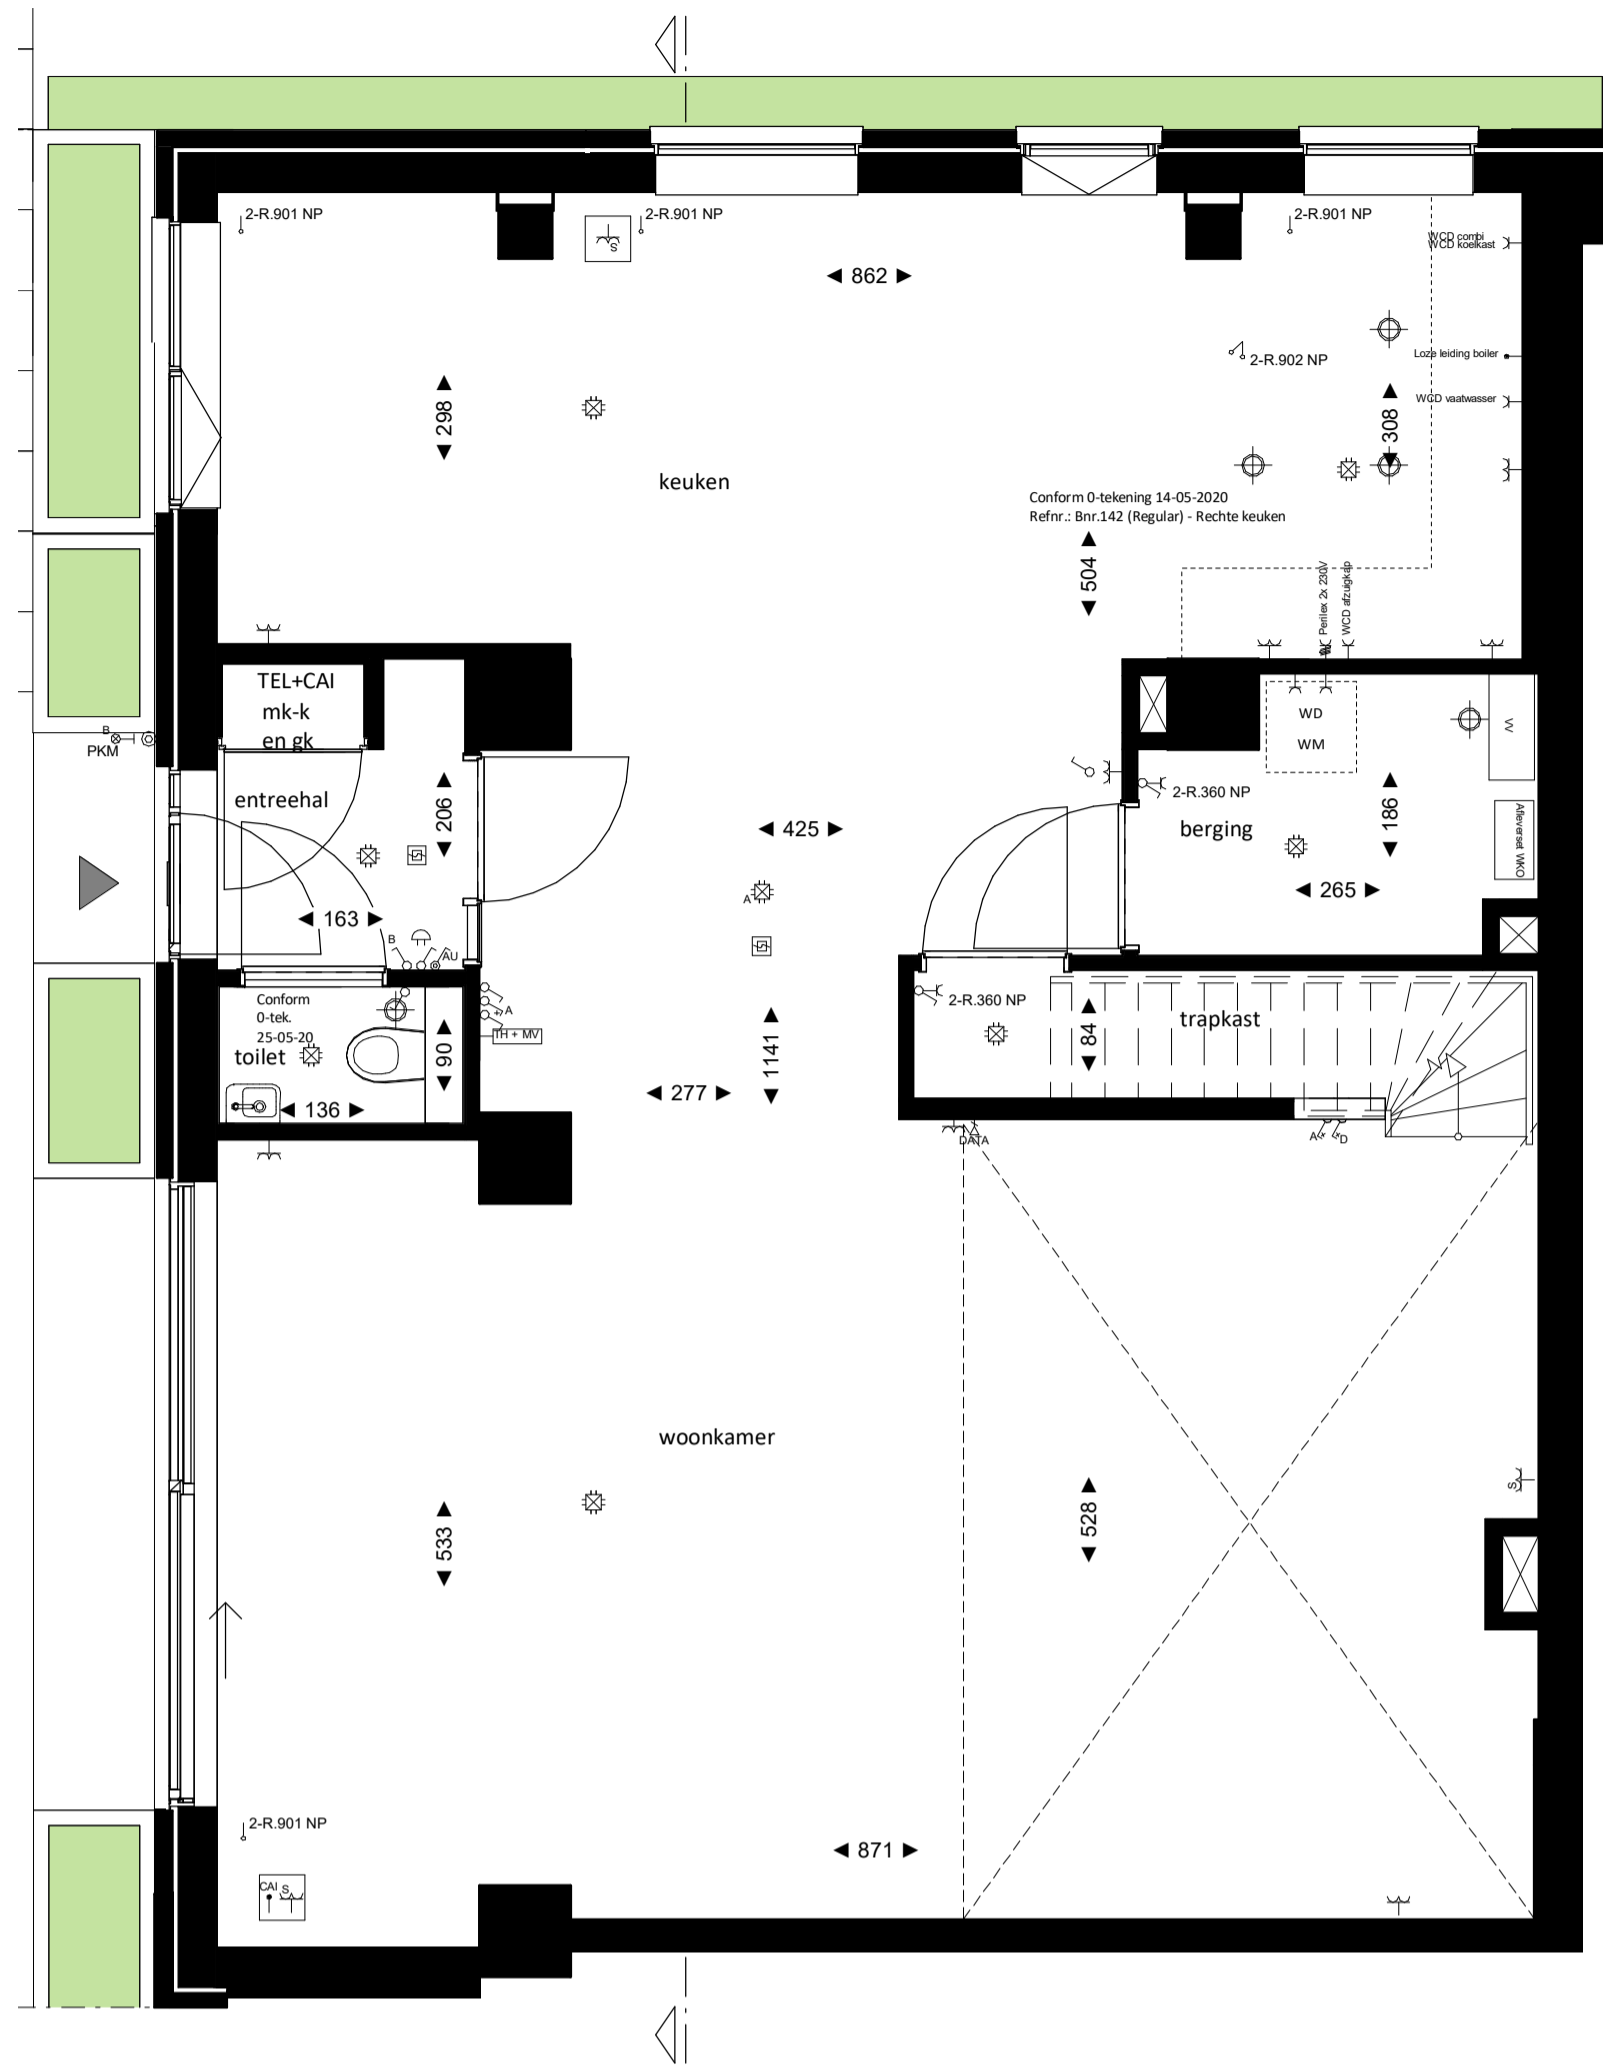 2-R.901 NP
2-R.901 NP
2-R.901 NP
S
WCD combi
WCD koelkast
862
2-R.902 NP
Loze leiding boiler
WCD vaatwasser
298
308
keuken
Conform 0-tekening 14-05-2020
Refnr.: Bnr.142 (Regular) - Rechte keuken
504
Perilex 2x 230V
WCD afzuigkap
TEL+CAI
mk-k
en gk
B
PKM
WD
WM
VV
entreehal
206
425
2-R.360 NP
berging
186
Afleverset WKO
265
A
163
B
AU
Conform
0-tek.
25-05-20
toilet
90
136
A
TH + MV
1141
277
2-R.360 NP
84
trapkast
DATA
A
D
woonkamer
S
533
528
2-R.901 NP
871
CAI
S